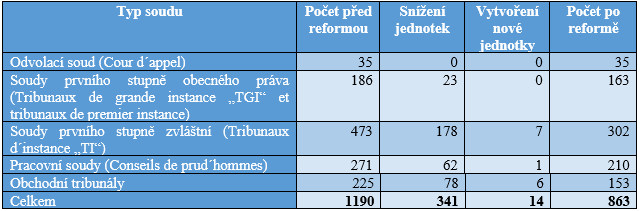 Typ soudu Počet před reformou Snížení jednotek Vytvoření nové jednotky Počet po reformě
Odvolací soud (Cour d´appel) 35 0 0 35
Soudy prvního stupně obecného práva (Tribunaux de grande instance „TGI“ et tribunaux de premier instance) 186 23 0 163
Soudy prvního stupně zvláštní (Tribunaux d´instance „TI“) 473 178 7 302
Pracovní soudy (Conseils de prud´hommes) 271 62 1 210
Obchodní tribunály 225 78 6 153
Celkem 1190 341 14 863